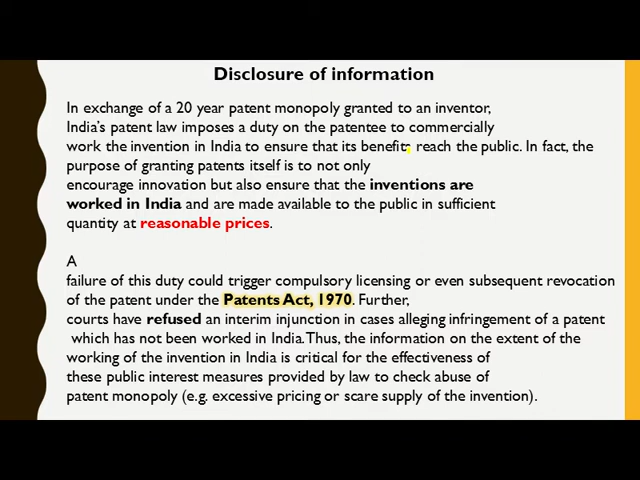 Disclosure of information
In exchange of a 20 year patent monopoly granted to an inventor,
India's patent law imposes a duty on the patentee to commercially
work the invention in India to ensure that its benefits reach the public. In fact, the
purpose of granting patents itself is to not only
encourage innovation but also ensure that the inventions are
worked in India and are made available to the public in sufficient
quantity at reasonable prices.
A
failure of this duty could trigger compulsory licensing or even subsequent revocation
of the patent under the Patents Act, 1970. Further,
courts have refused an interim injunction in cases alleging infringement of a patent
which has not been worked in India. Thus, the information on the extent of the
working of the invention in India is critical for the effectiveness of
these public interest measures provided by law to check abuse of
patent monopoly (e.g. excessive pricing or scare supply of the invention).